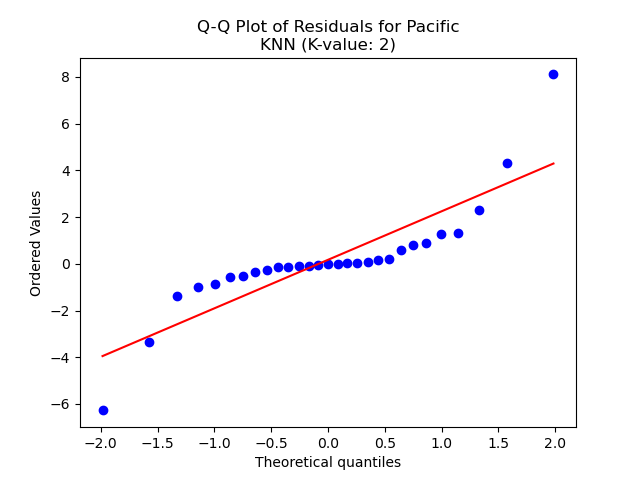 Q-Q Plot of Residuals for Pacific
KNN (K-value: 2)
Ordered Values
8
6
4
2
0
−2
−4
−6
−2.0 −1.5 −1.0 −0.5 0.0 0.5 1.0 1.5 2.0
Theoretical quantiles